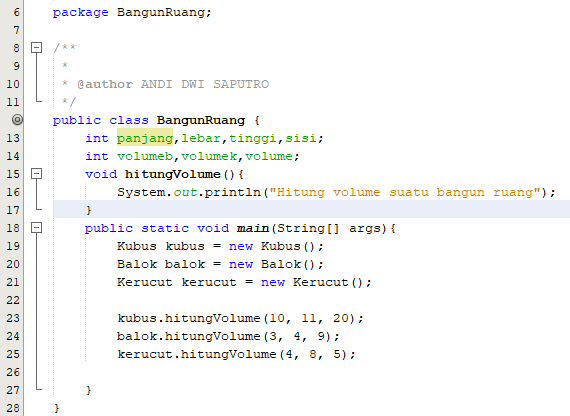 6 package BangunRuang;
7
8 /**
9 *
10 * @author ANDI DWI SAPUTRO
11 */
public class BangunRuang {
13 int panjang,lebar,tinggi,sisi;
14 int volumeb,volumek,volume;
15 void hitungVolume(){
16 System.out.println("Hitung volume suatu bangun ruang");
17 }
18 public static void main(String[] args){
19 Kubus kubus = new Kubus();
20 Balok balok = new Balok();
21 Kerucut kerucut = new Kerucut();
22
23 kubus.hitungVolume(10, 11, 20);
24 balok.hitungVolume(3, 4, 9);
25 kerucut.hitungVolume(4, 8, 5);
26
27 }
28 }